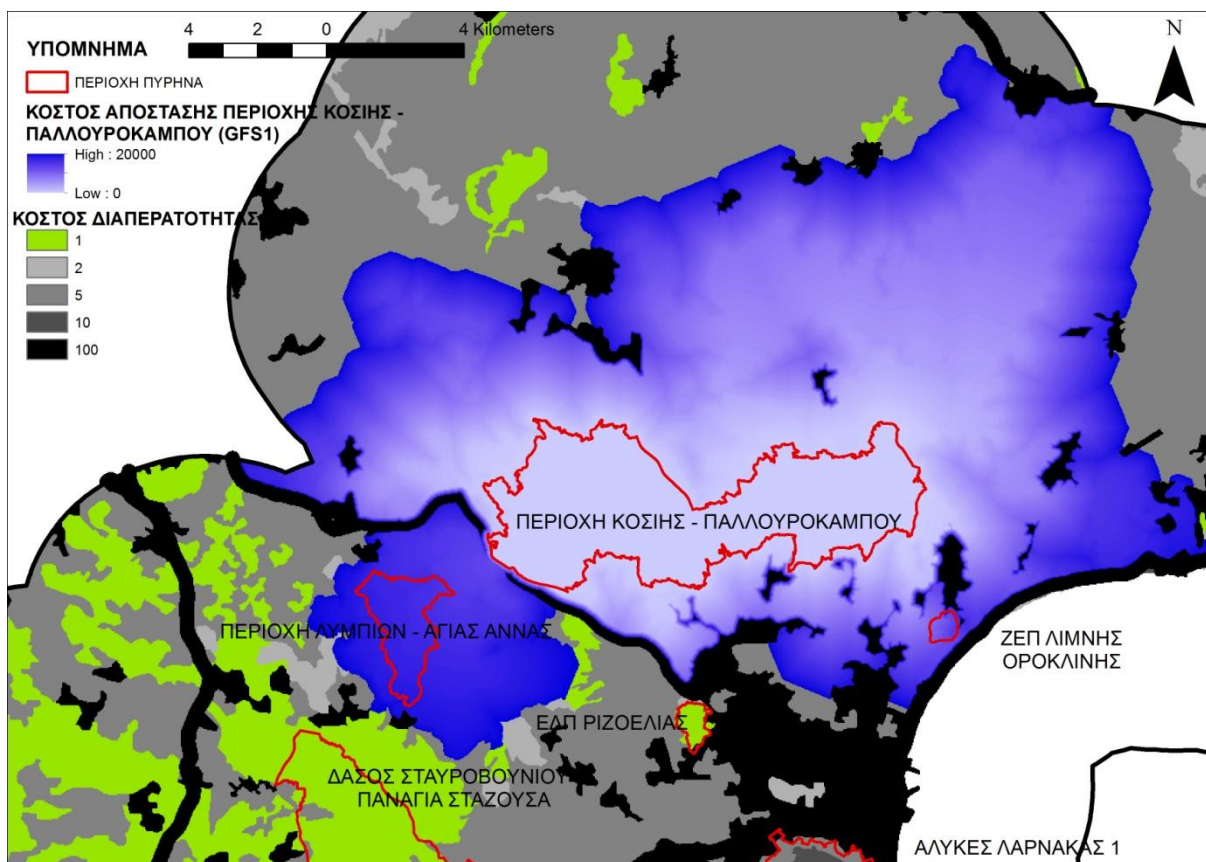 4 2 0 4 Kilometers
N
ΥΠΟΜΝΗΜΑ
ΠΕΡΙΟΧΗ ΠΥΡΗΝΑ
ΚΟΣΤΟΣ ΑΠΟΣΤΑΣΗΣ ΠΕΡΙΟΧΗΣ ΚΟΣΙΗΣ -
ΠΑΛΛΟΥΡΟΚΑΜΠΟΥ (GFS1)
High : 20000
Low : 0
ΚΟΣΤΟΣ ΔΙΑΠΕΡΑΤΟΤΗΤΑΣ
1
2
5
10
100
ΠΕΡΙΟΧΗ ΚΟΣΙΗΣ - ΠΑΛΛΟΥΡΟΚΑΜΠΟΥ
ΠΕΡΙΟΧΗ ΛΥΜΠΙΩΝ - ΑΓΙΑΣ ΑΝΝΑΣ
ΖΕΠ ΛΙΜΝΗΣ
ΟΡΟΚΛΙΝΗΣ
ΕΔΠ ΡΙΖΟΕΛΙΑΣ
ΔΑΣΟΣ ΣΤΑΥΡΟΒΟΥΝΙΟΥ -
ΠΑΝΑΓΙΑ ΣΤΑΖΟΥΣΑ
ΑΛΥΚΕΣ ΛΑΡΝΑΚΑΣ 1